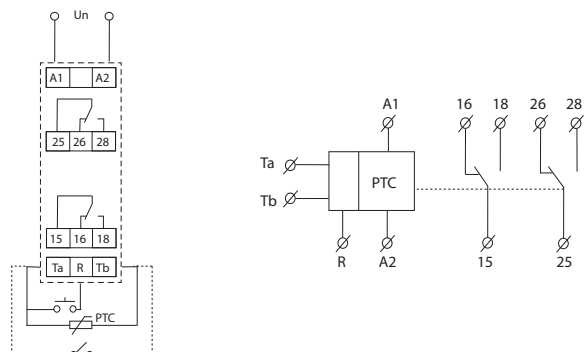 Un
A1 A2
25 26 28
15 16 18
Ta R Tb
PTC
A1 16 18 26 28
Ta
PTC
Tb
R A2 15 25